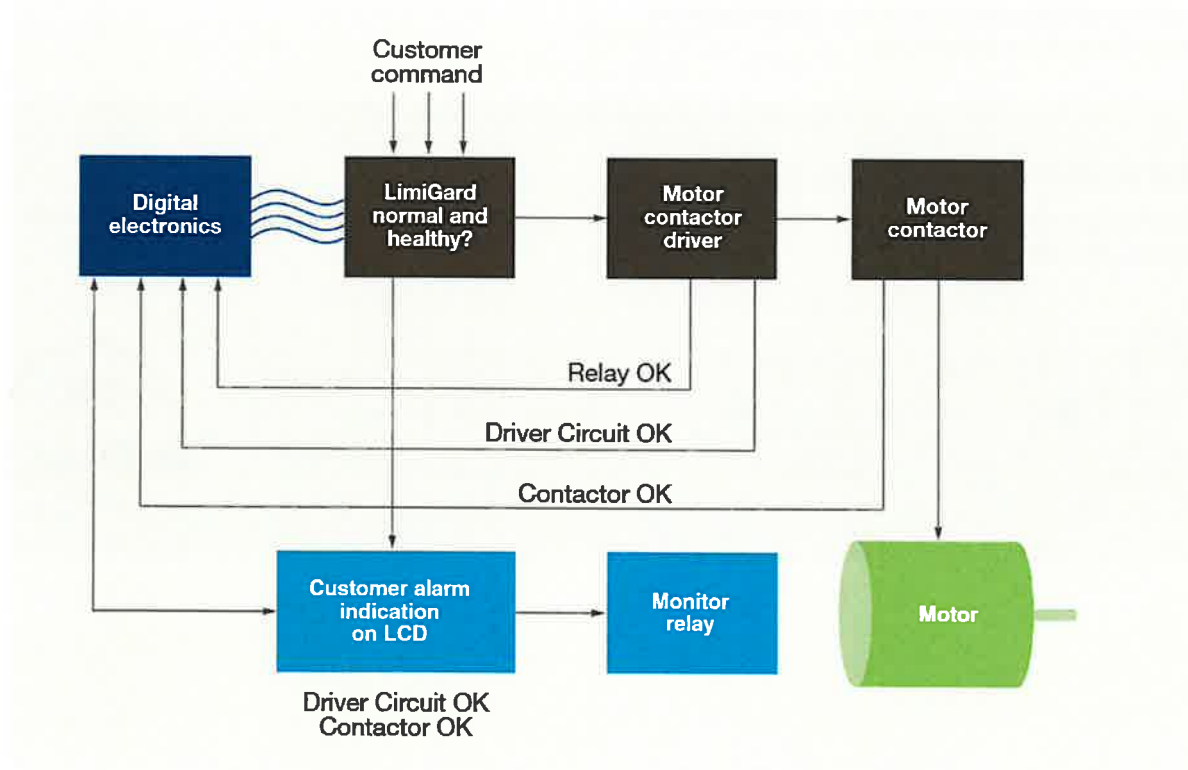 Customer
command
Digital
electronics
LimiGard
normal and
healthy?
Motor
contactor
driver
Motor
contactor
Relay OK
Driver Circuit OK
Contactor OK
Customer alarm
indication
on LCD
Monitor
relay
Motor
Driver Circuit OK
Contactor OK